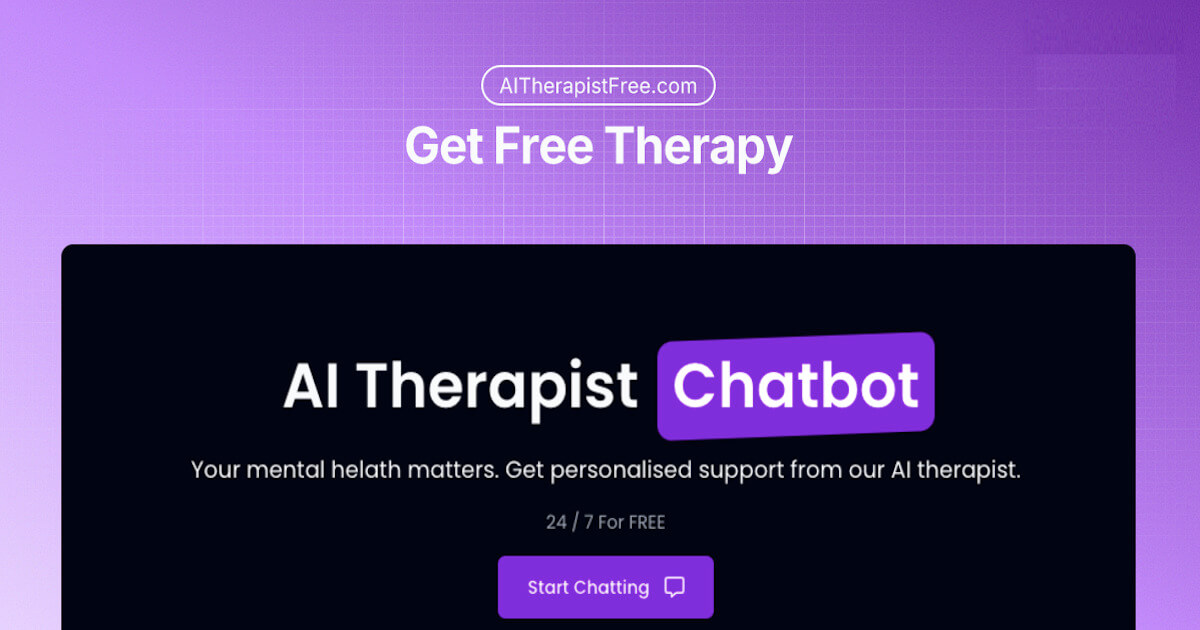 AITherapistFree.com
Get Free Therapy
AI Therapist Chatbot
Your mental helath matters. Get personalised support from our AI therapist.
24 / 7 For FREE
Start Chatting